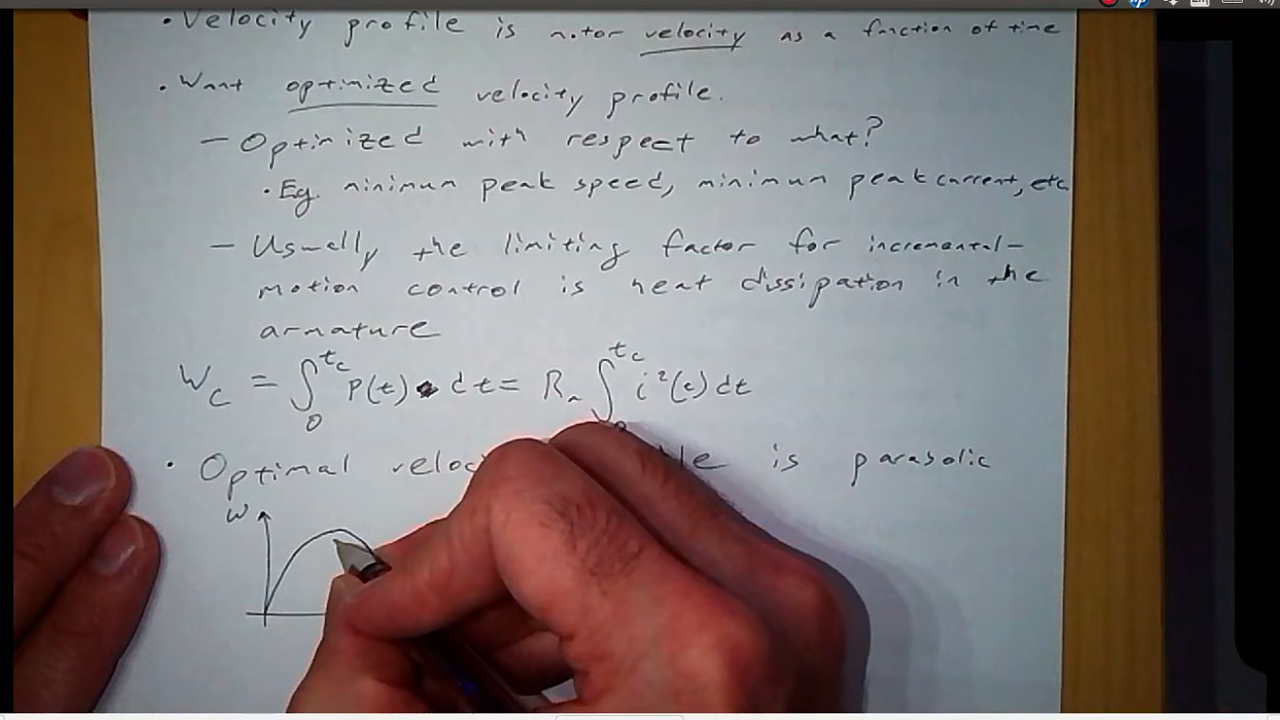 • Velocity profile is motor velocity as a function of time
• Want optimized velocity profile.
– Optimized with respect to what?
• Eg. minimum peak speed, minimum peak current, etc
– Usually the limiting factor for incremental-
motion control is heat dissipation in the
armature
W_C = ∫_0^{t_c} P(t) • dt = R_a ∫_0^{t_c} i²(t) dt
• Optimal is parabolic
ω